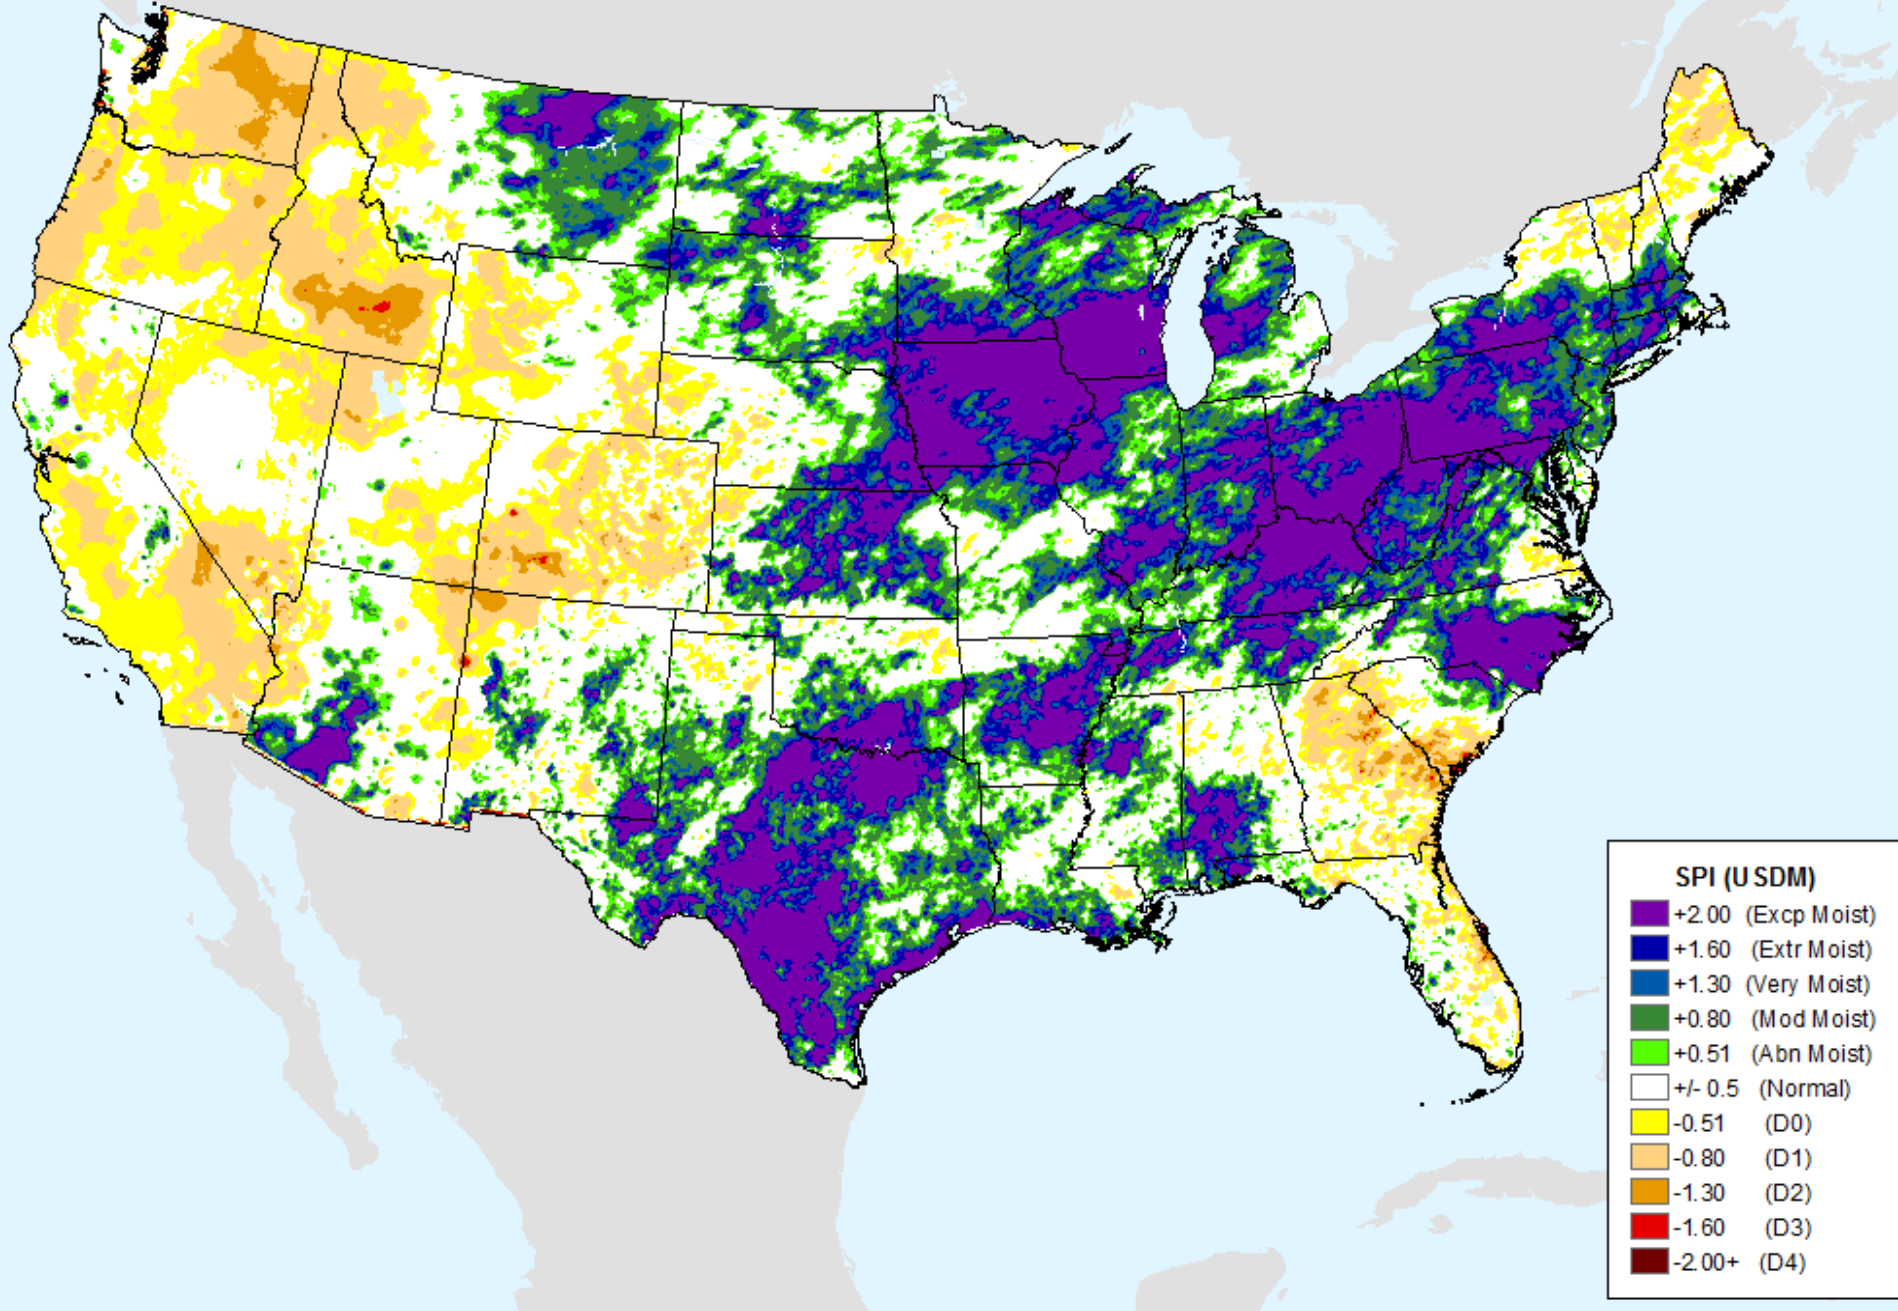 SPI (USDM)
+2.00 (Excp Moist)
+1.60 (Extr Moist)
+1.30 (Very Moist)
+0.80 (Mod Moist)
+0.51 (Abn Moist)
+/- 0.5 (Normal)
-0.51 (D0)
-0.80 (D1)
-1.30 (D2)
-1.60 (D3)
-2.00+ (D4)